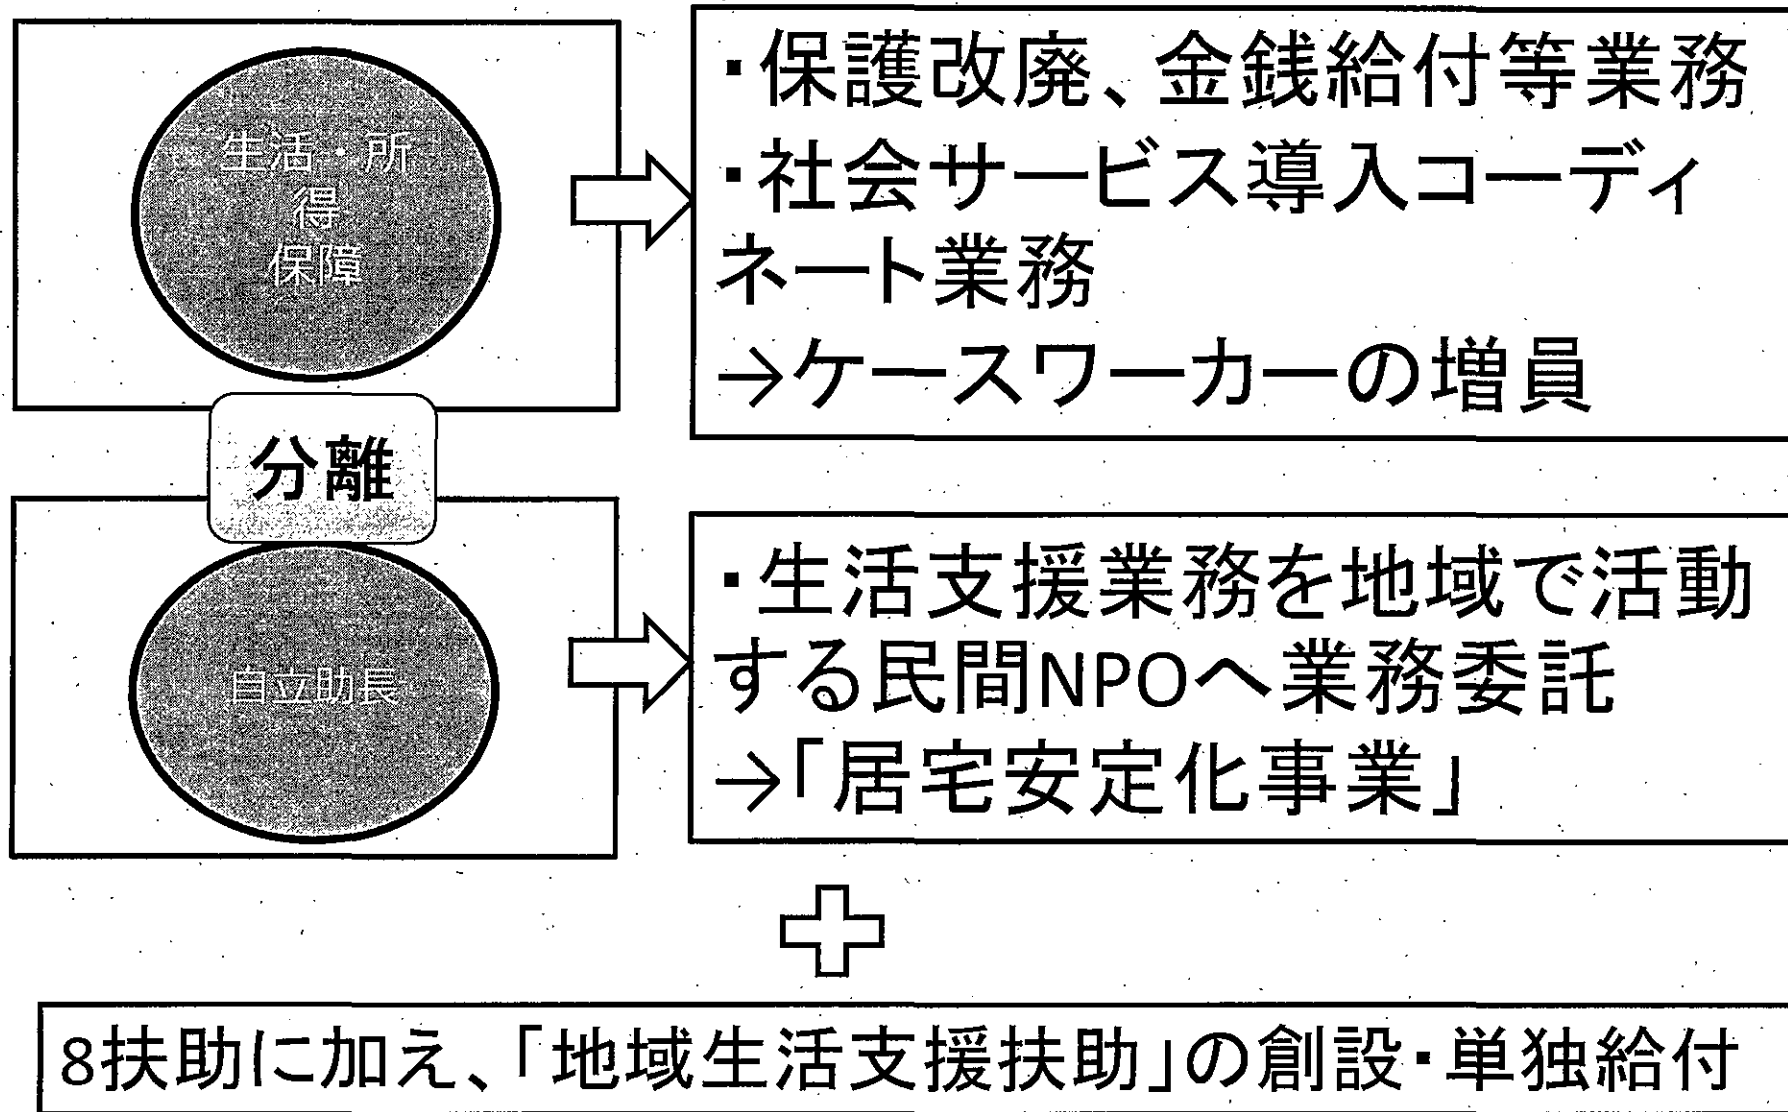 生活・所
得
保障
・保護改廃、金銭給付等業務
・社会サービス導入コーディ
ネート業務
→ケースワーカーの増員
分離
自立助長
・生活支援業務を地域で活動
する民間NPOへ業務委託
→「居宅安定化事業」
8扶助に加え、「地域生活支援扶助」の創設・単独給付